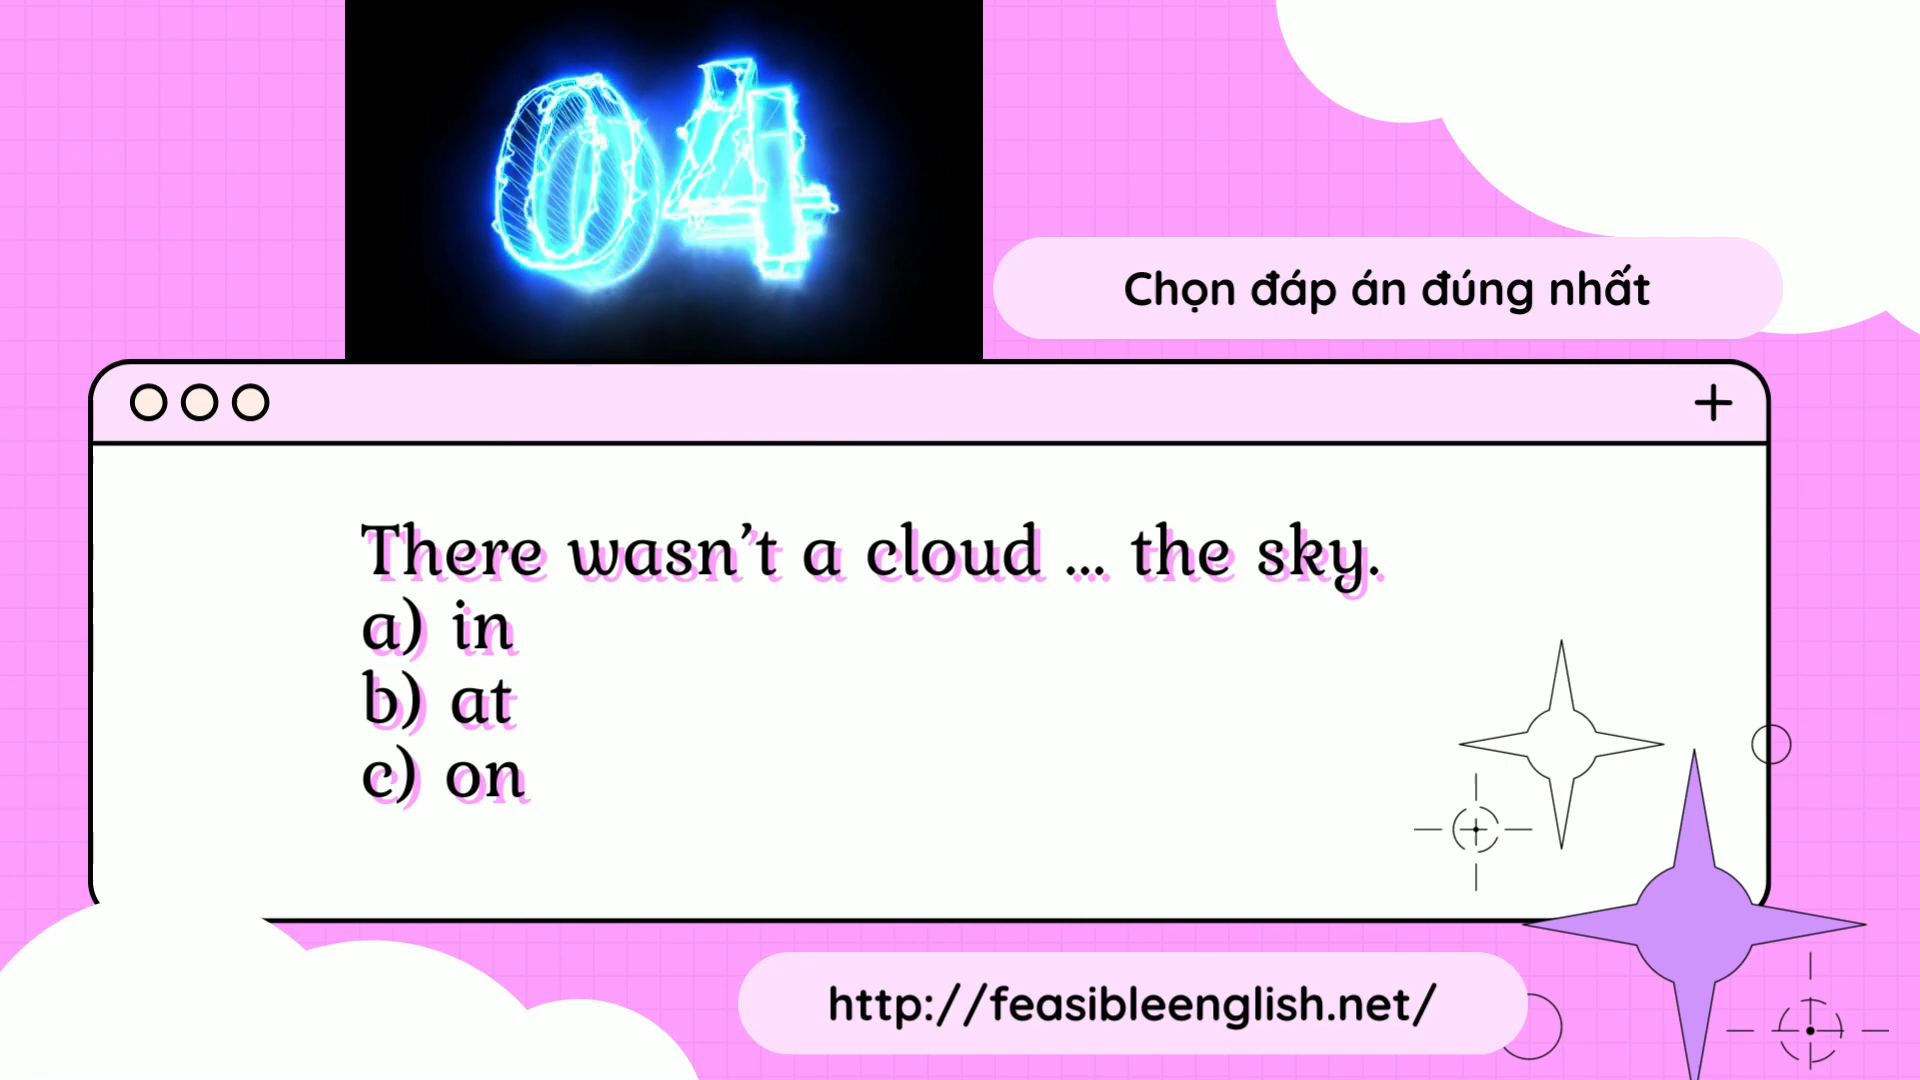 04
Chọn đáp án đúng nhất
There wasn’t a cloud ... the sky.
a) in
b) at
c) on
http://feasibleenglish.net/